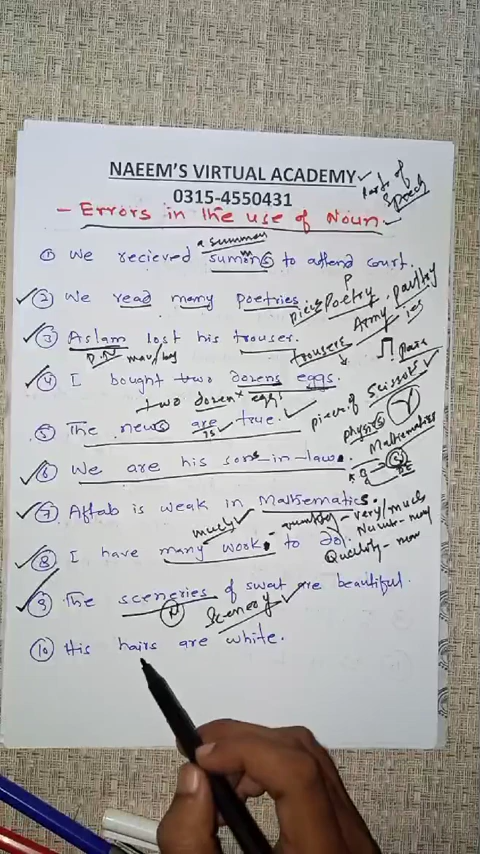 NAEEM'S VIRTUAL ACADEMY
Parts of Speech
0315-4550431
- Errors in the use of Noun.
a summon
① We recieved summons to attend court.
② We read many poetries. piece Poetry. poultry
P
③ Aslam lost his trouser. trousers Army
P.N
Pair
④ I bought two dozens eggs. Scissors
two dozen eggs
⑤ The news are true. piece of physics
is
Mathematics
⑥ We are his sons-in-law.
⑦ Aftab is weak in Mathematics.
much quantity - very/much
⑧ I have many work to do.
⑨ The sceneries of swat are beautiful.
Scenery
⑩ His hairs are white.